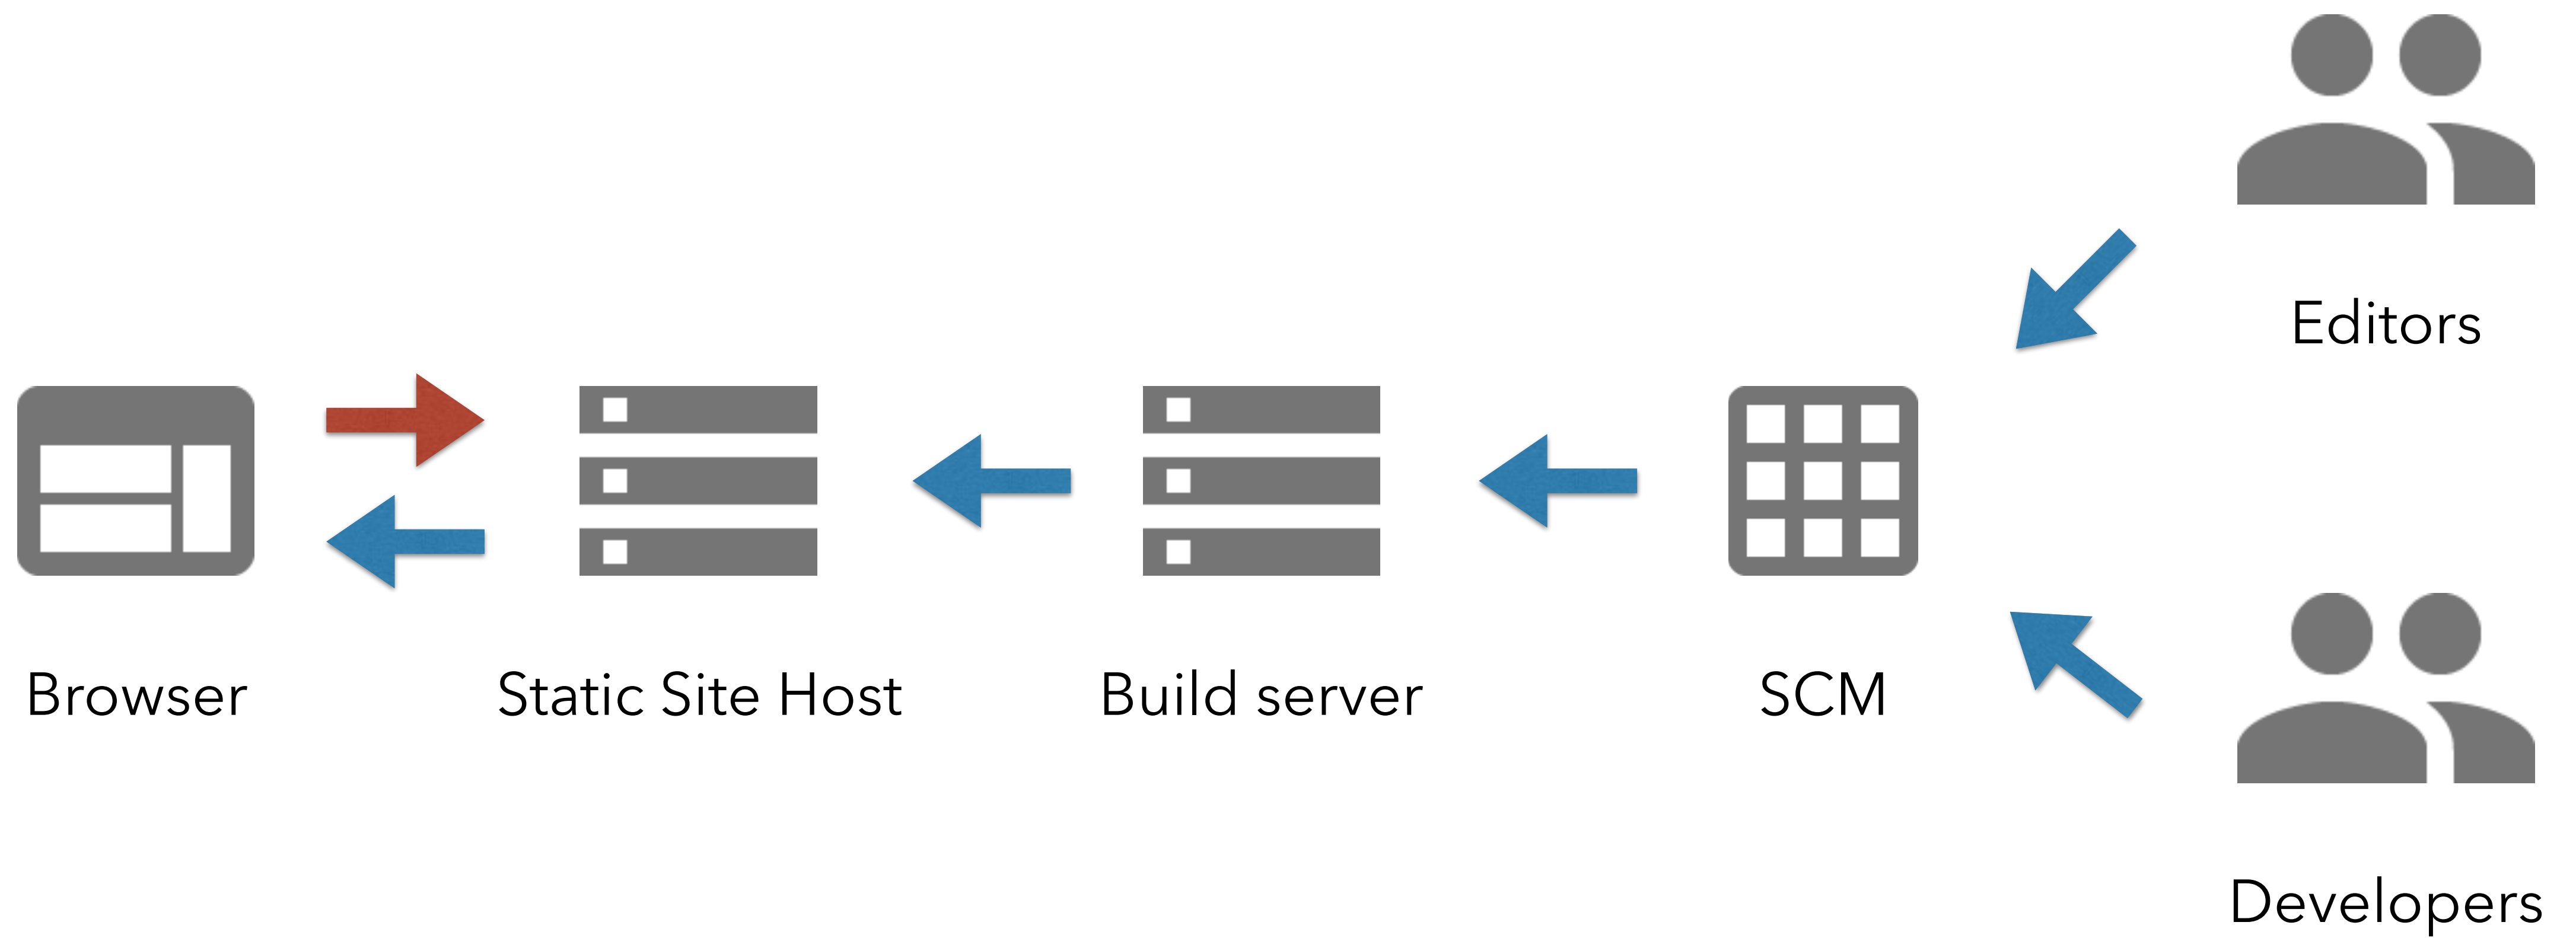 Editors
Browser
Static Site Host
Build server
SCM
Developers